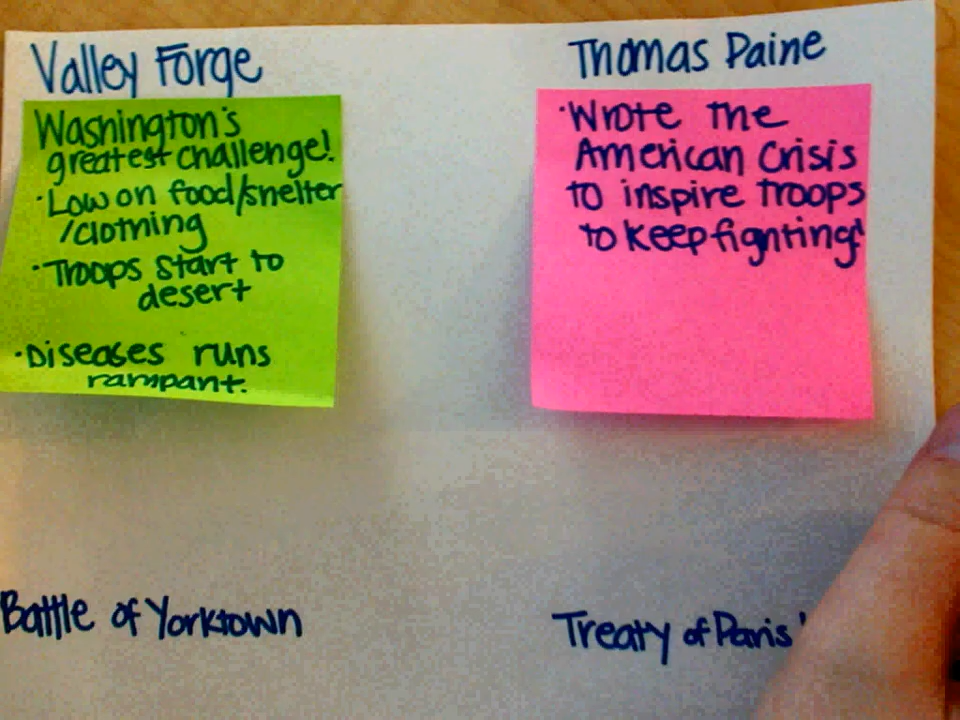 Valley Forge
Washington's
greatest challenge!
·Low on food/shelter
/clothing
·Troops start to
desert
·Diseases runs
rampant.
Thomas Paine
·Wrote the
American Crisis
to inspire troops
to keep fighting!
Battle of Yorktown
Treaty of Paris